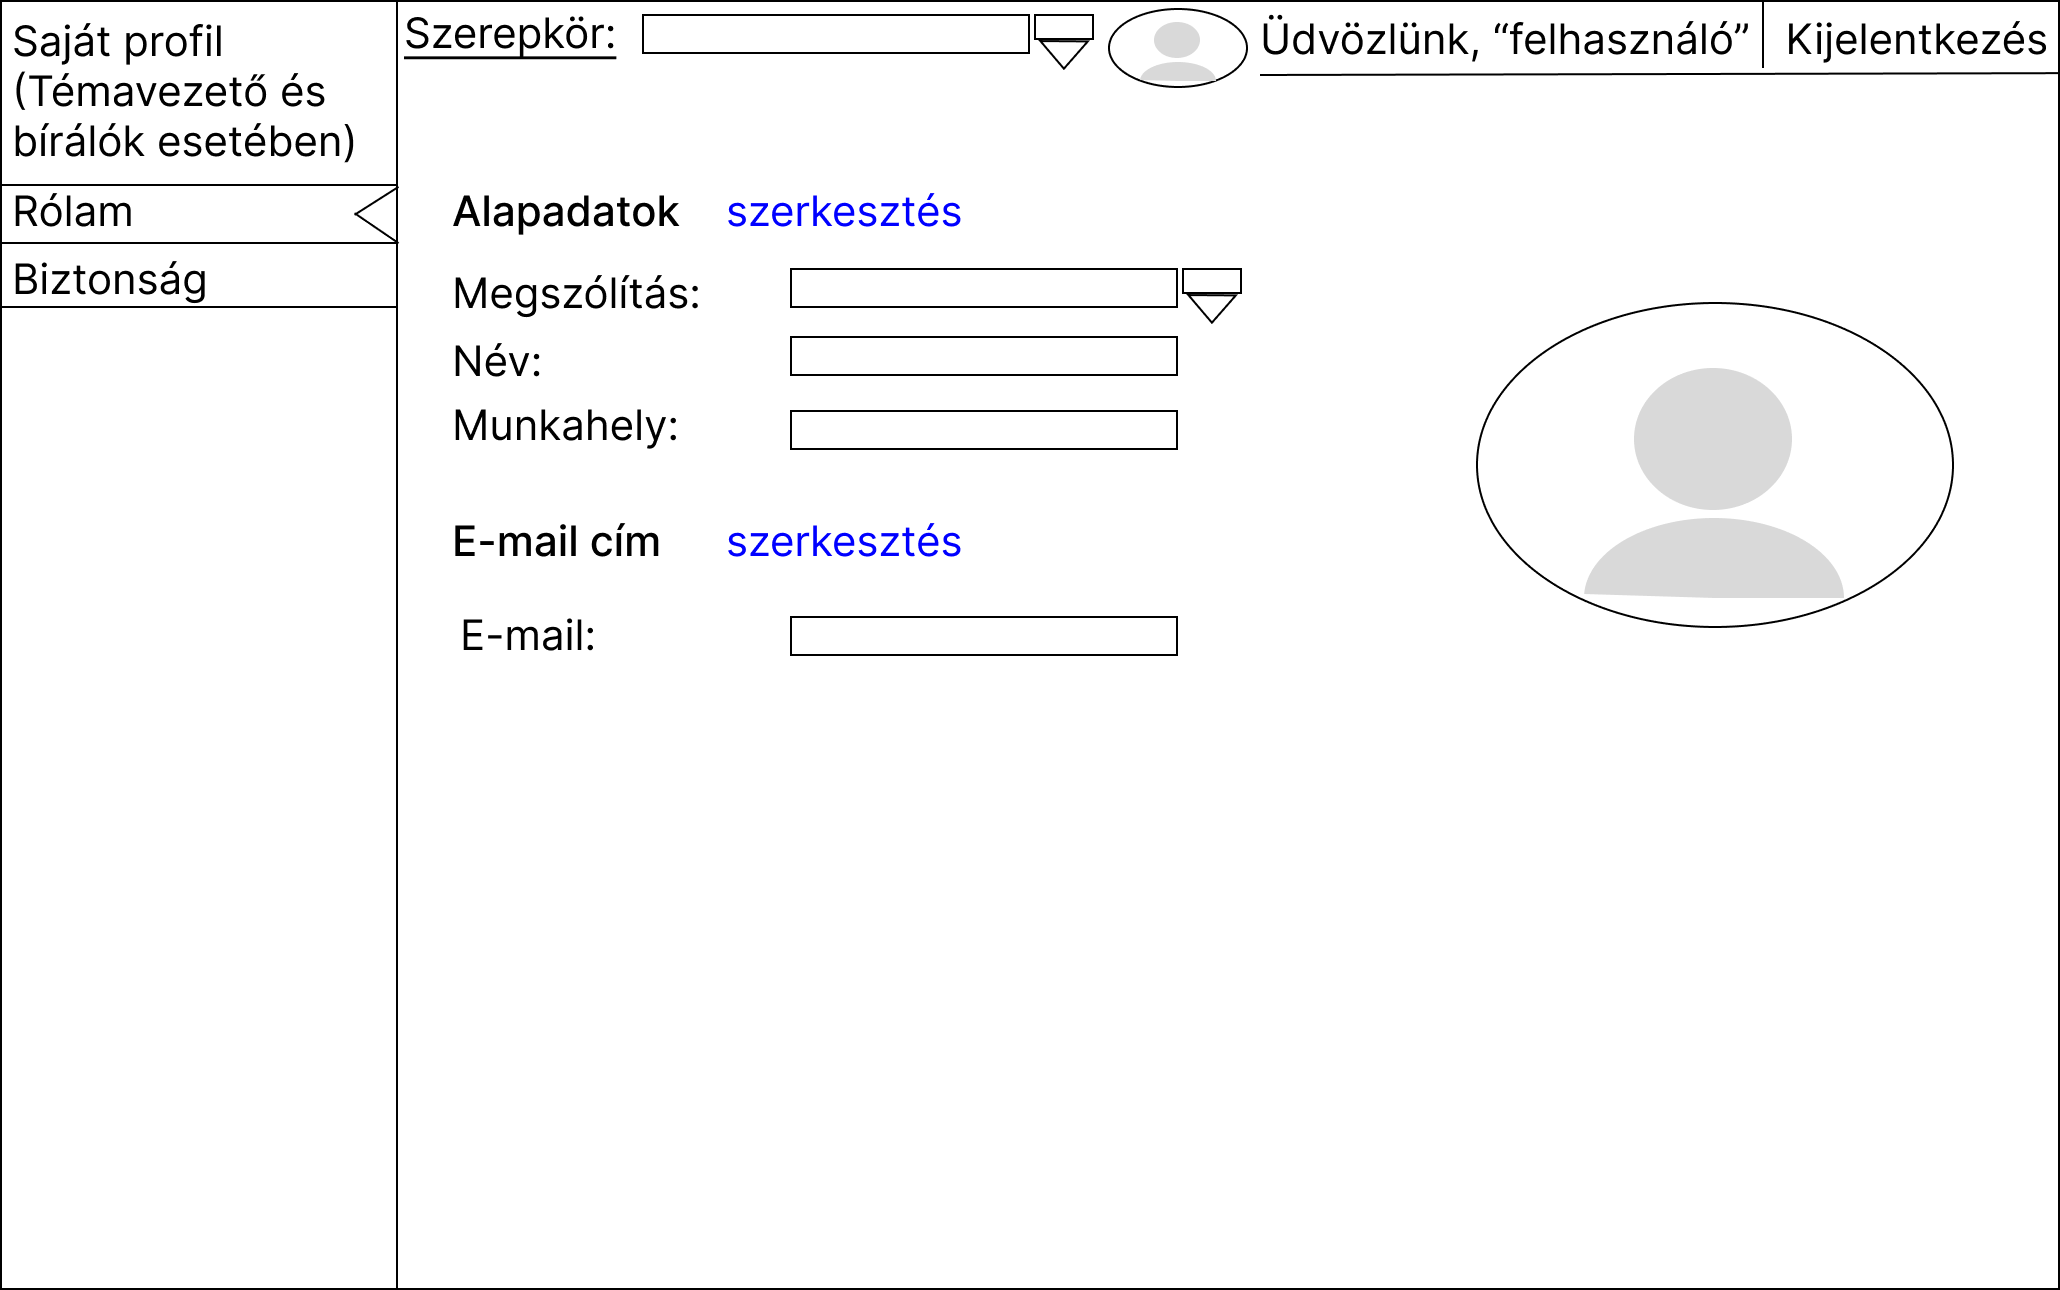 Saját profil
(Témavezető és
bírálók esetében)
Rólam
Biztonság
Szerepkör:
Üdvözlünk, “felhasználó”
Kijelentkezés
Alapadatok szerkesztés
Megszólítás:
Név:
Munkahely:
E-mail cím szerkesztés
E-mail: